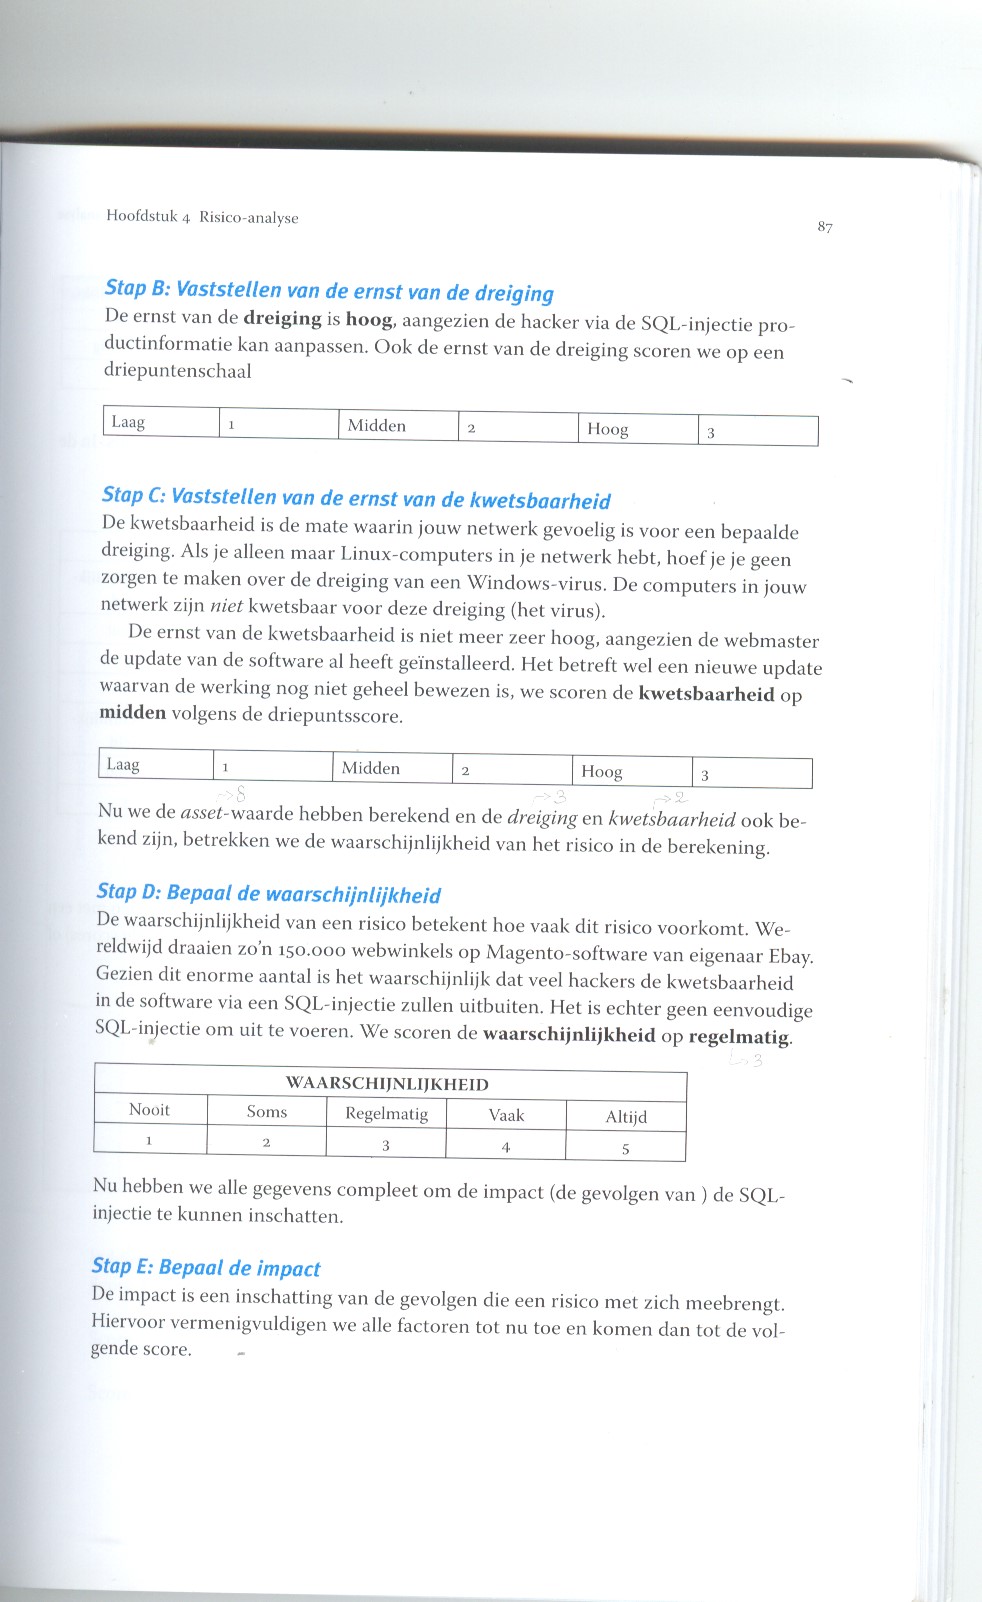 Hoofdstuk 4 Risico-analyse
87
Stap B: Vaststellen van de ernst van de dreiging
De ernst van de dreiging is hoog, aangezien de hacker via de SQL-injectie pro-
ductinformatie kan aanpassen. Ook de ernst van de dreiging scoren we op een
driepuntenschaal
Laag 1 Midden 2 Hoog 3
Stap C: Vaststellen van de ernst van de kwetsbaarheid
De kwetsbaarheid is de mate waarin jouw netwerk gevoelig is voor een bepaalde
dreiging. Als je alleen maar Linux-computers in je netwerk hebt, hoef je je geen
zorgen te maken over de dreiging van een Windows-virus. De computers in jouw
netwerk zijn niet kwetsbaar voor deze dreiging (het virus).
De ernst van de kwetsbaarheid is niet meer zeer hoog, aangezien de webmaster
de update van de software al heeft geïnstalleerd. Het betreft wel een nieuwe update
waarvan de werking nog niet geheel bewezen is, we scoren de kwetsbaarheid op
midden volgens de driepuntsscore.
Laag 1 Midden 2 Hoog 3
→8 →3 →2
Nu we de asset-waarde hebben berekend en de dreiging en kwetsbaarheid ook be-
kend zijn, betrekken we de waarschijnlijkheid van het risico in de berekening.
Stap D: Bepaal de waarschijnlijkheid
De waarschijnlijkheid van een risico betekent hoe vaak dit risico voorkomt. We-
reldwijd draaien zo'n 150.000 webwinkels op Magento-software van eigenaar Ebay.
Gezien dit enorme aantal is het waarschijnlijk dat veel hackers de kwetsbaarheid
in de software via een SQL-injectie zullen uitbuiten. Het is echter geen eenvoudige
SQL-injectie om uit te voeren. We scoren de waarschijnlijkheid op regelmatig.
↳3
WAARSCHIJNLIJKHEID
Nooit Soms Regelmatig Vaak Altijd
1 2 3 4 5
Nu hebben we alle gegevens compleet om de impact (de gevolgen van ) de SQL-
injectie te kunnen inschatten.
Stap E: Bepaal de impact
De impact is een inschatting van de gevolgen die een risico met zich meebrengt.
Hiervoor vermenigvuldigen we alle factoren tot nu toe en komen dan tot de vol-
gende score.